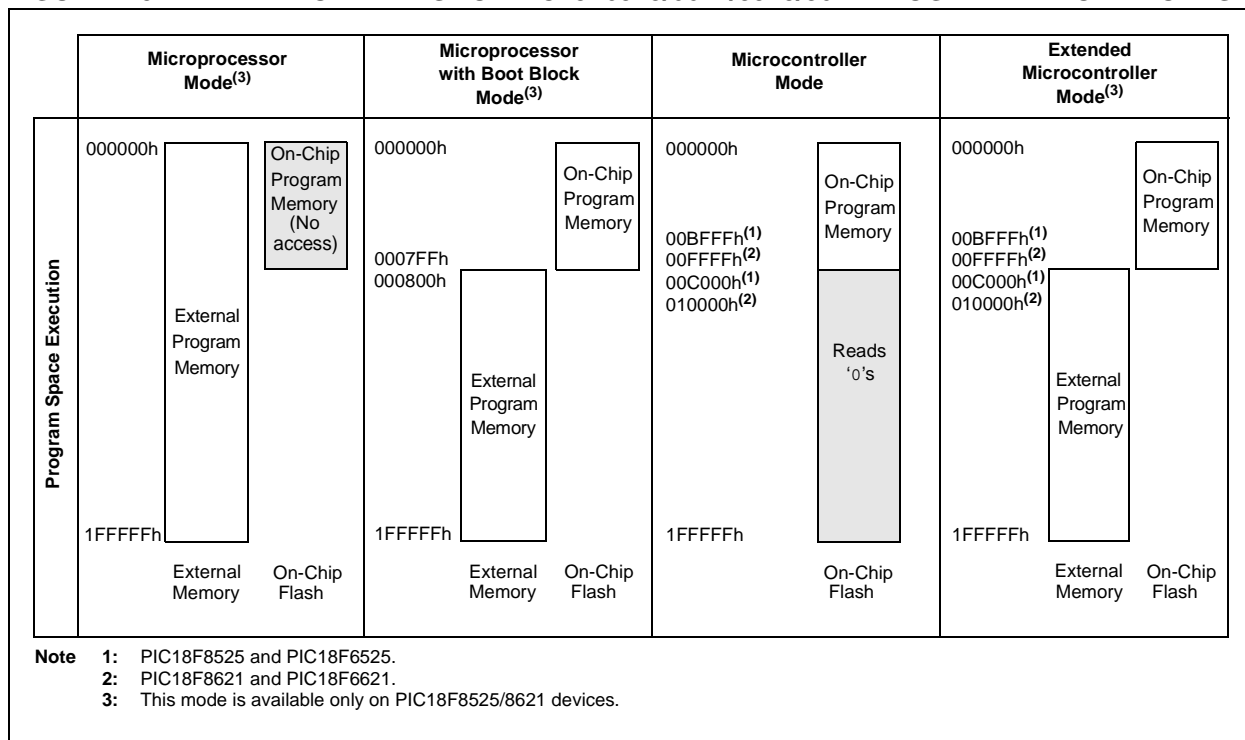 Microprocessor
Mode(3)
Microprocessor
with Boot Block
Mode(3)
Microcontroller
Mode
Extended
Microcontroller
Mode(3)
Program Space Execution
000000h
External
Program
Memory
1FFFFFh
On-Chip
Program
Memory
(No
access)
External
Memory
On-Chip
Flash
000000h
On-Chip
Program
Memory
0007FFh
000800h
External
Program
Memory
1FFFFFh
External
Memory
On-Chip
Flash
000000h
On-Chip
Program
Memory
00BFFFh(1)
00FFFFh(2)
00C000h(1)
010000h(2)
Reads
‘0’s
1FFFFFh
On-Chip
Flash
000000h
On-Chip
Program
Memory
00BFFFh(1)
00FFFFh(2)
00C000h(1)
010000h(2)
External
Program
Memory
1FFFFFh
External
Memory
On-Chip
Flash
Note 1: PIC18F8525 and PIC18F6525.
2: PIC18F8621 and PIC18F6621.
3: This mode is available only on PIC18F8525/8621 devices.